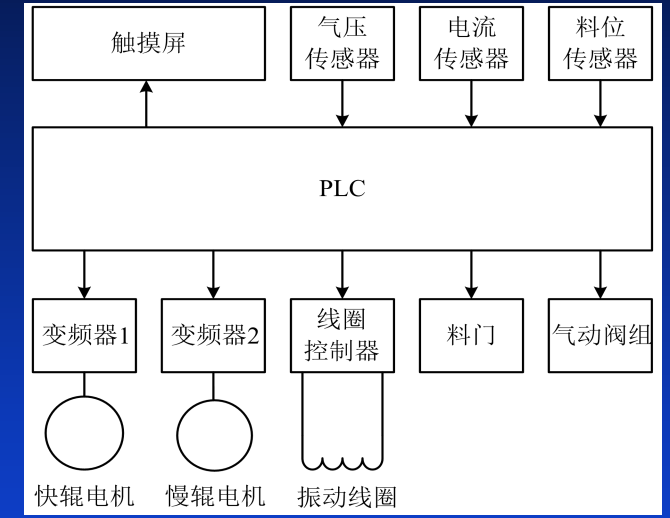 触摸屏
气压
传感器
电流
传感器
料位
传感器
PLC
变频器1
变频器2
线圈
控制器
料门
气动阀组
快辊电机
慢辊电机
振动线圈